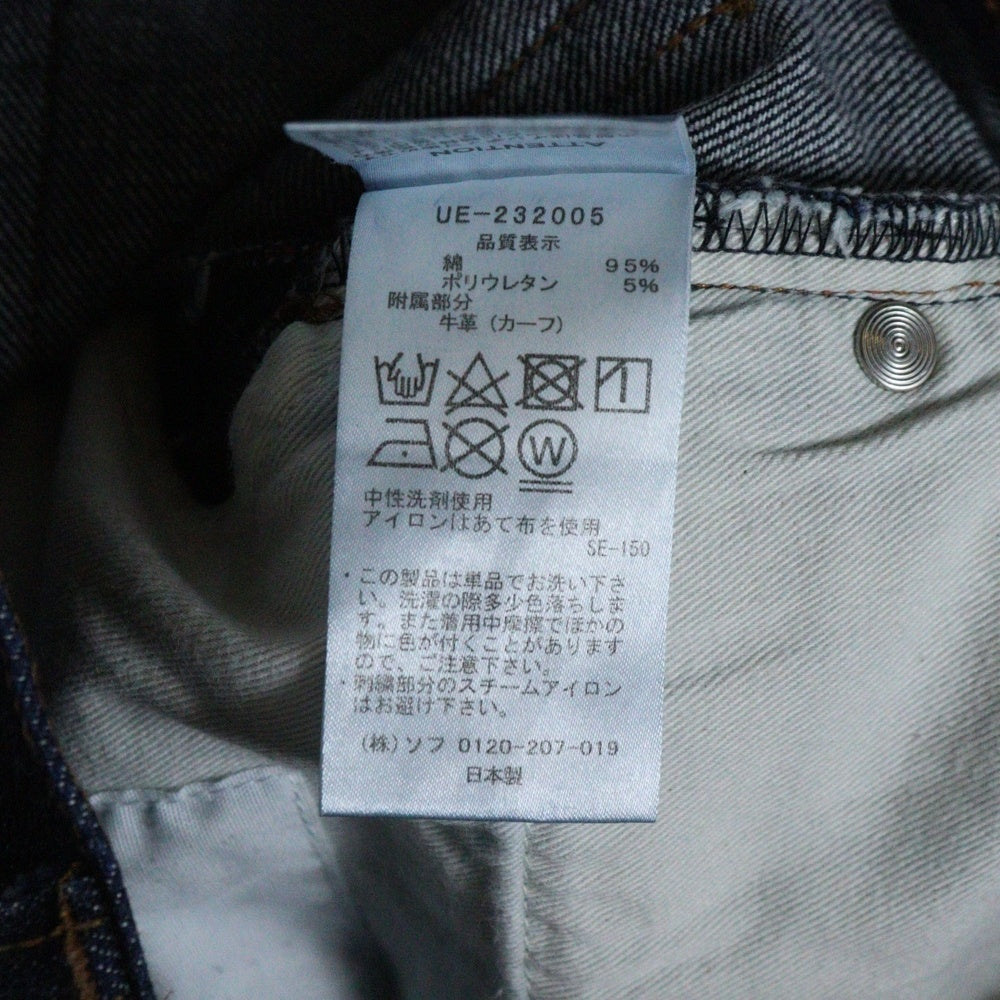 ATTENTION
UE-232005
品質表示
綿 95%
ポリウレタン 5%
附属部分
牛革 (カーフ)
W
中性洗剤使用
アイロンはあて布を使用
SE-150
・この製品は単品でお洗い下さ
い。洗濯の際多少色落ちしま
す。また着用中摩擦でほかの
物に色が付くことがあります
ので、ご注意下さい。
・刺繍部分のスチームアイロン
はお避け下さい。
(株)ソフ 0120-207-019
日本製